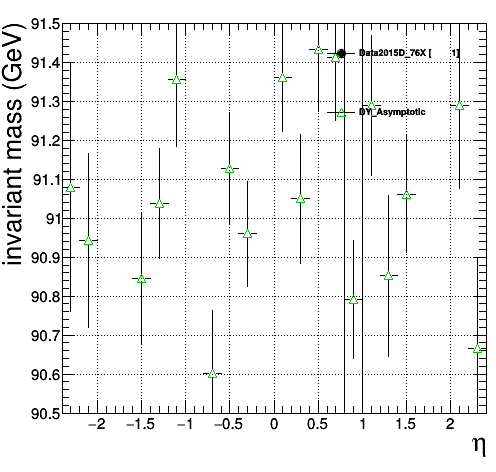 invariant mass (GeV)
91.5
91.4
91.3
91.2
91.1
91
90.9
90.8
90.7
90.6
90.5
Data2015D_76X [ 1]
DY_Asymptotic
−2 −1.5 −1 −0.5 0 0.5 1 1.5 2
η